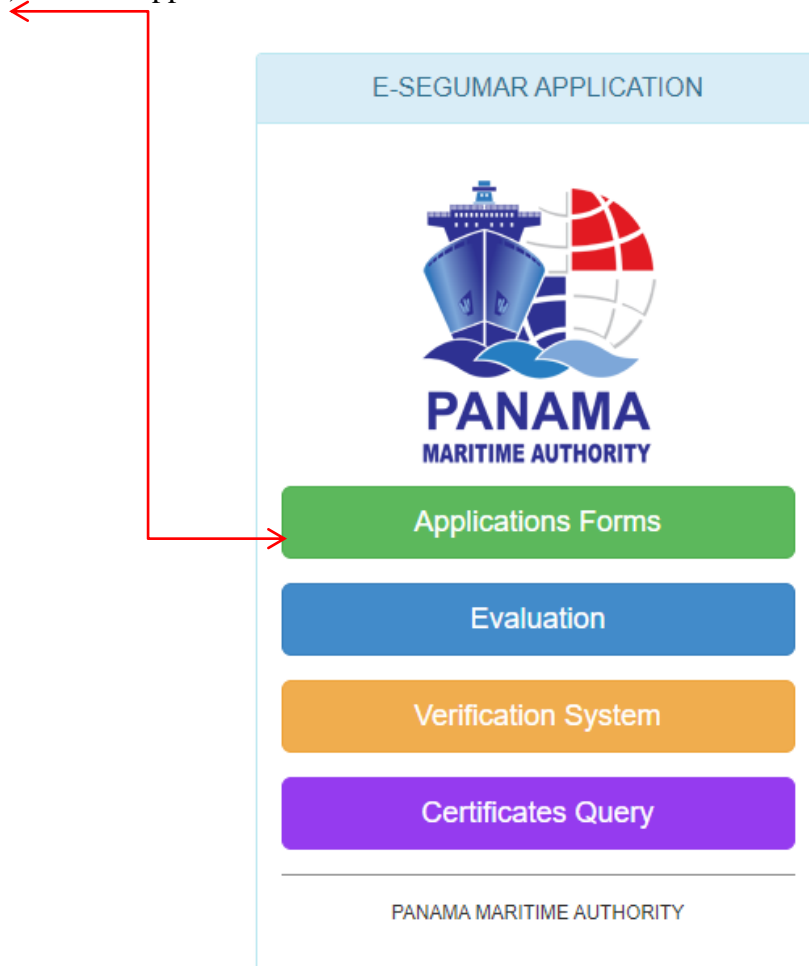 E-SEGUMAR APPLICATION
PANAMA
MARITIME AUTHORITY
Applications Forms
Evaluation
Verification System
Certificates Query
PANAMA MARITIME AUTHORITY